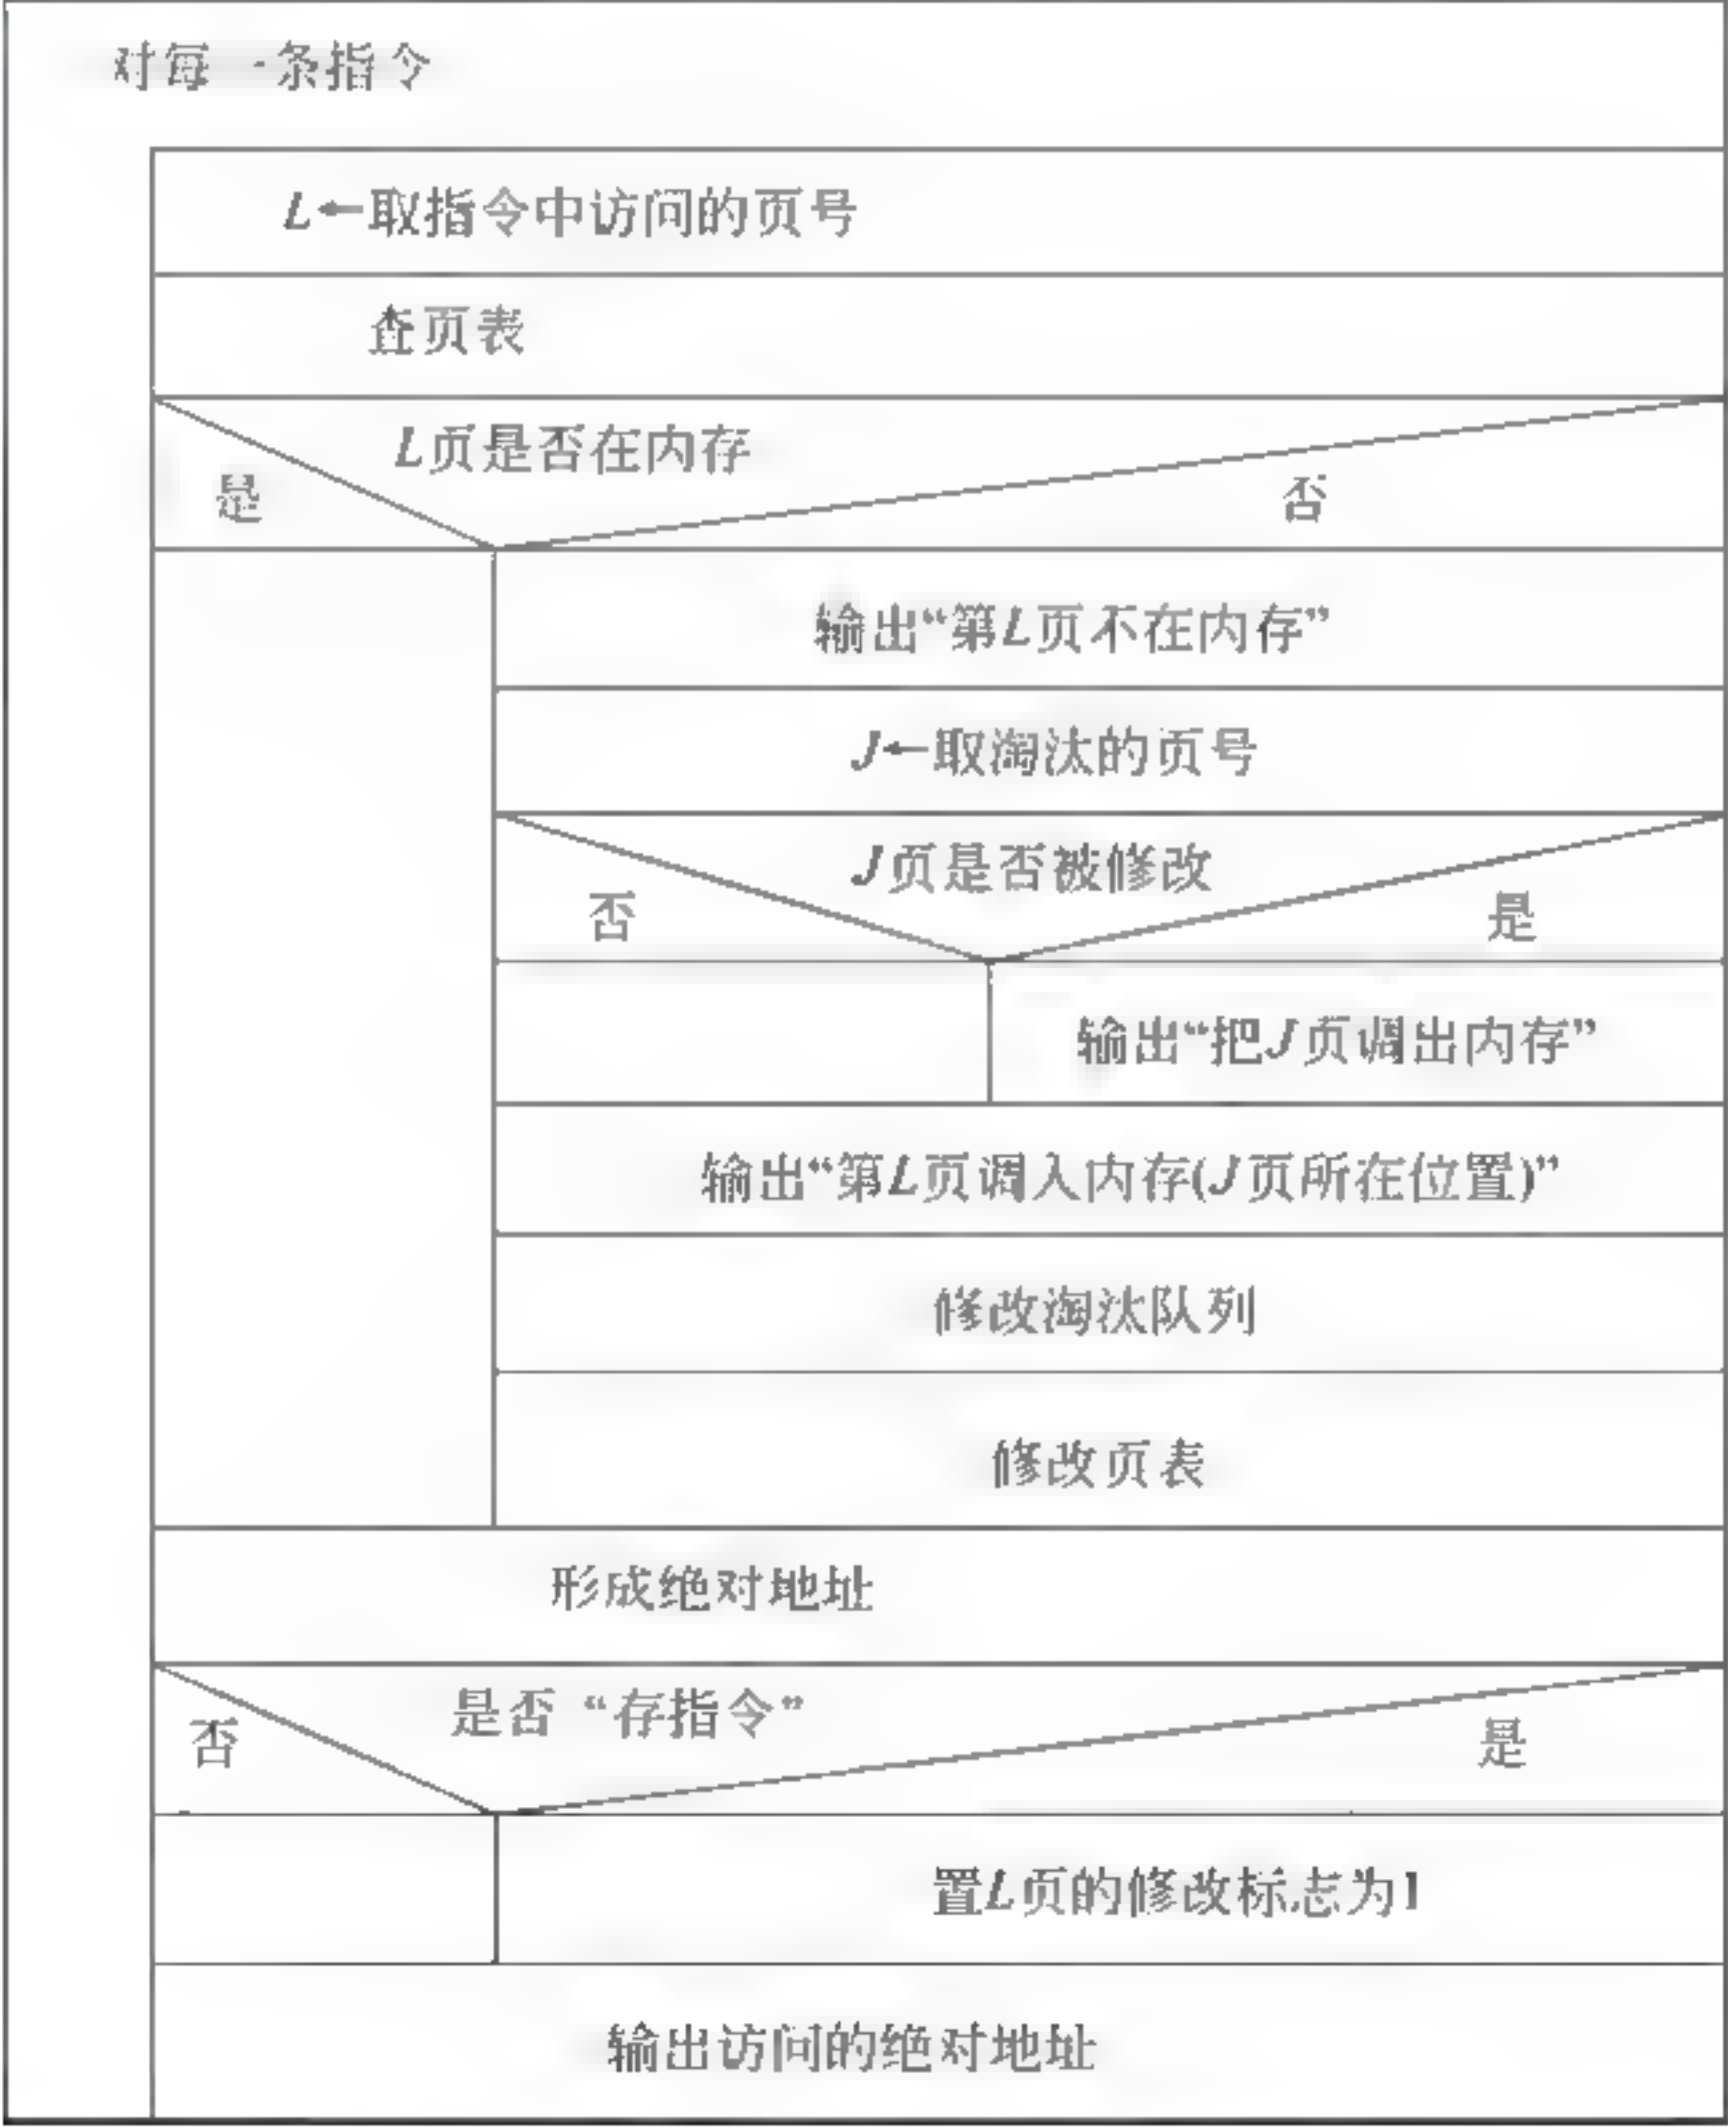 对每一条指令
L←取指令中访问的页号
查页表
L页是否在内存
是
否
输出“第L页不在内存”
J←取淘汰的页号
J页是否被修改
否
是
输出“把J页调出内存”
输出“第L页调入内存(J页所在位置)”
修改淘汰队列
修改页表
形成绝对地址
是否“存指令”
否
是
置L页的修改标志为1
输出访问的绝对地址